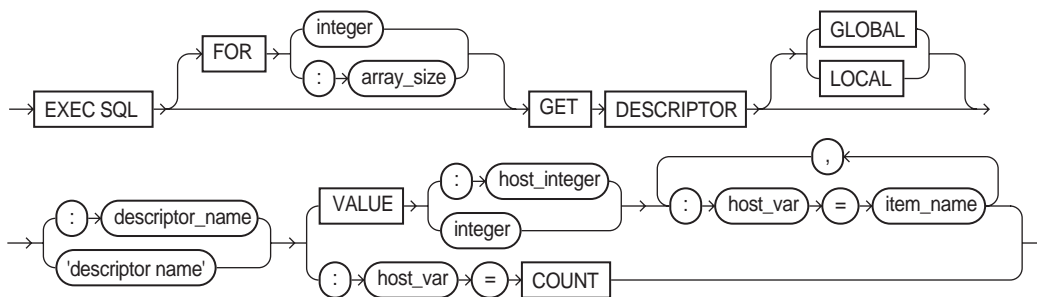 integer
FOR
GLOBAL
: array_size
LOCAL
EXEC SQL
GET DESCRIPTOR
,
: descriptor_name
VALUE
: host_integer
: host_var = item_name
'descriptor name'
integer
: host_var = COUNT